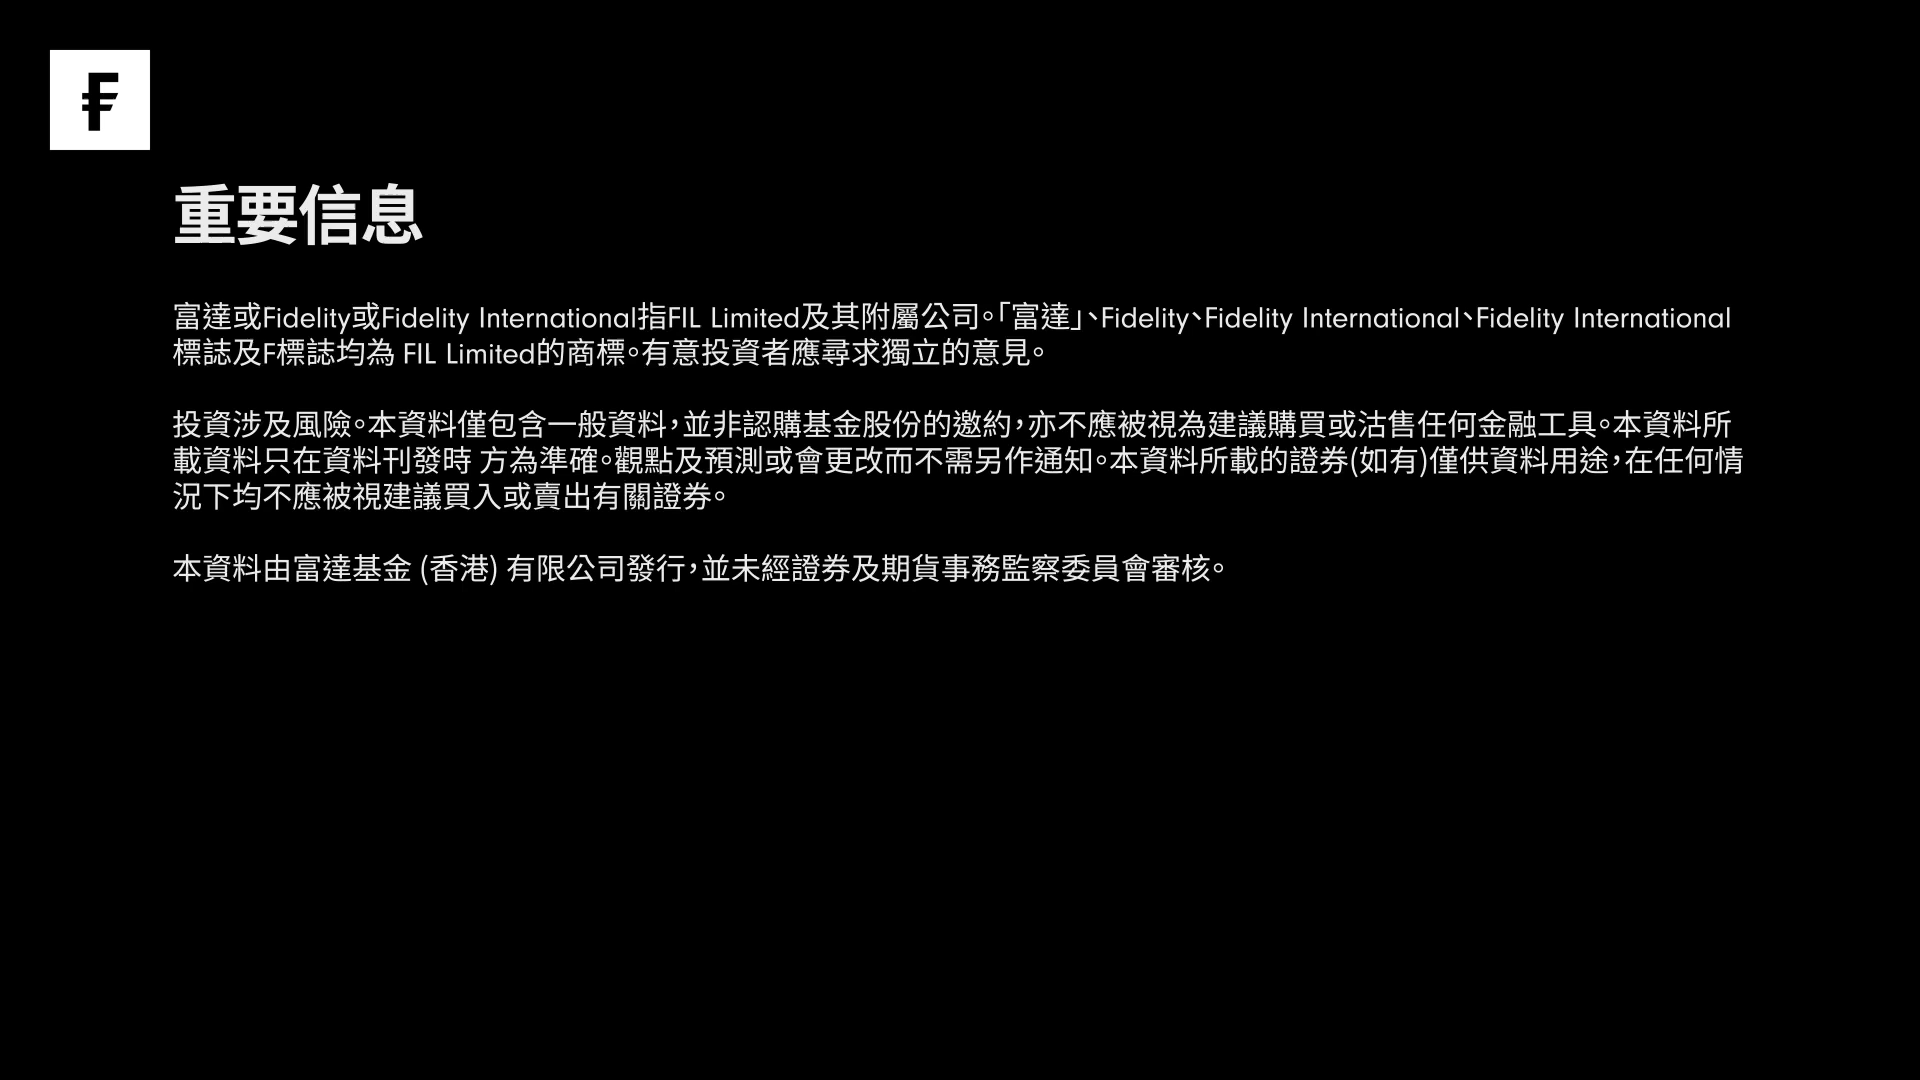 重要信息
富達或Fidelity或Fidelity International指FIL Limited及其附屬公司。「富達」、Fidelity、Fidelity International、Fidelity International
標誌及F標誌均為 FIL Limited的商標。有意投資者應尋求獨立的意見。
投資涉及風險。本資料僅包含一般資料，並非認購基金股份的邀約，亦不應被視為建議購買或沽售任何金融工具。本資料所
載資料只在資料刊發時 方為準確。觀點及預測或會更改而不需另作通知。本資料所載的證券(如有)僅供資料用途，在任何情
況下均不應被視建議買入或賣出有關證券。
本資料由富達基金 (香港) 有限公司發行，並未經證券及期貨事務監察委員會審核。